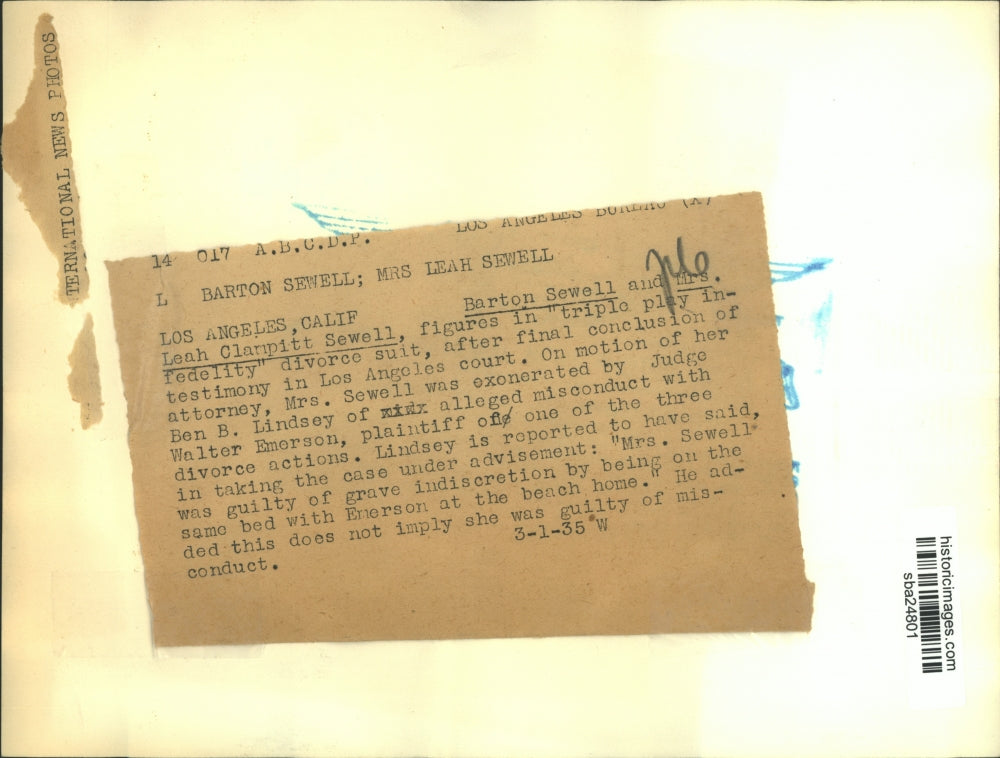 TERNATIONAL NEWS PHOTOS
LOS ANGELES BUREAU (A)
14 017 A.B.C.D.P.
L BARTON SEWELL; MRS LEAH SEWELL
LOS ANGELES,CALIF
Barton Sewell and Mrs.
Leah Clampitt Sewell, figures in "triple play in-
fedelity" divorce suit, after final conclusion of
testimony in Los Angeles court. On motion of her
attorney, Mrs. Sewell was exonerated by Judge
Ben B. Lindsey of alleged misconduct with
Walter Emerson, plaintiff of one of the three
divorce actions. Lindsey is reported to have said,
in taking the case under advisement: "Mrs. Sewell
was guilty of grave indiscretion by being on the
same bed with Emerson at the beach home." He ad-
ded this does not imply she was guilty of mis-
conduct.
3-1-35 W
historicimages.com
sba24801